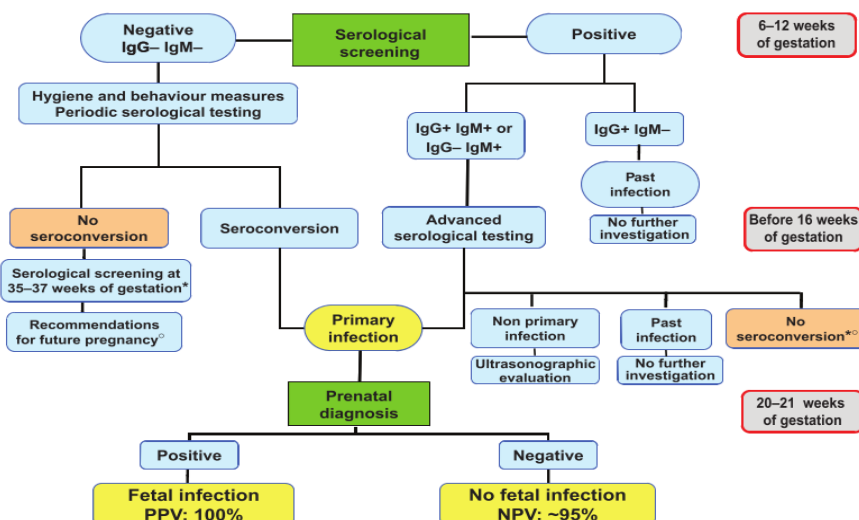 Negative
IgG– IgM–
Serological
screening
Positive
6–12 weeks
of gestation
Hygiene and behaviour measures
Periodic serological testing
IgG+ IgM+ or
IgG– IgM+
IgG+ IgM–
Past
infection
No further
investigation
No
seroconversion
Seroconversion
Advanced
serological testing
Before 16 weeks
of gestation
Serological screening at
35–37 weeks of gestation*
Recommendations
for future pregnancy○
Primary
infection
Non primary
infection
Ultrasonographic
evaluation
Past
infection
No further
investigation
No
seroconversion*○
Prenatal
diagnosis
20–21 weeks
of gestation
Positive
Negative
Fetal infection
PPV: 100%
No fetal infection
NPV: ~95%